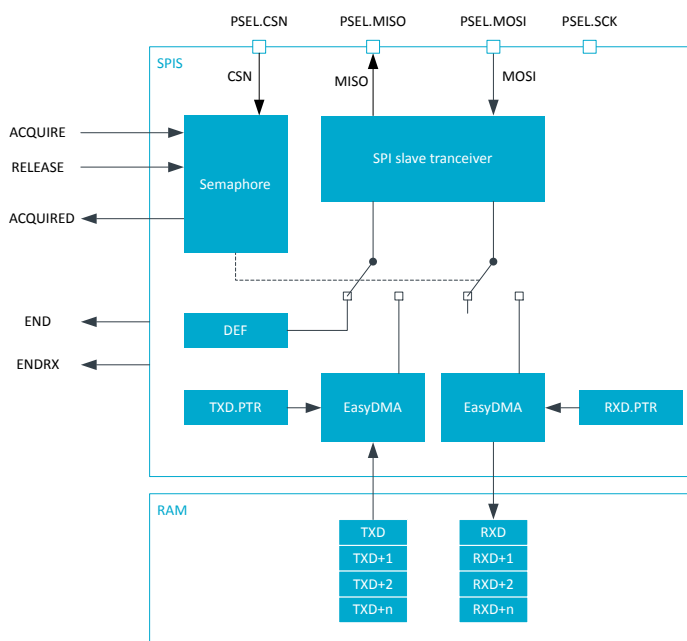 PSEL.CSN PSEL.MISO PSEL.MOSI PSEL.SCK
SPIS
CSN
MISO
MOSI
ACQUIRE
RELEASE
ACQUIRED
Semaphore
SPI slave tranceiver
END
ENDRX
DEF
TXD.PTR
EasyDMA
EasyDMA
RXD.PTR
RAM
TXD
TXD+1
TXD+2
TXD+n
RXD
RXD+1
RXD+2
RXD+n